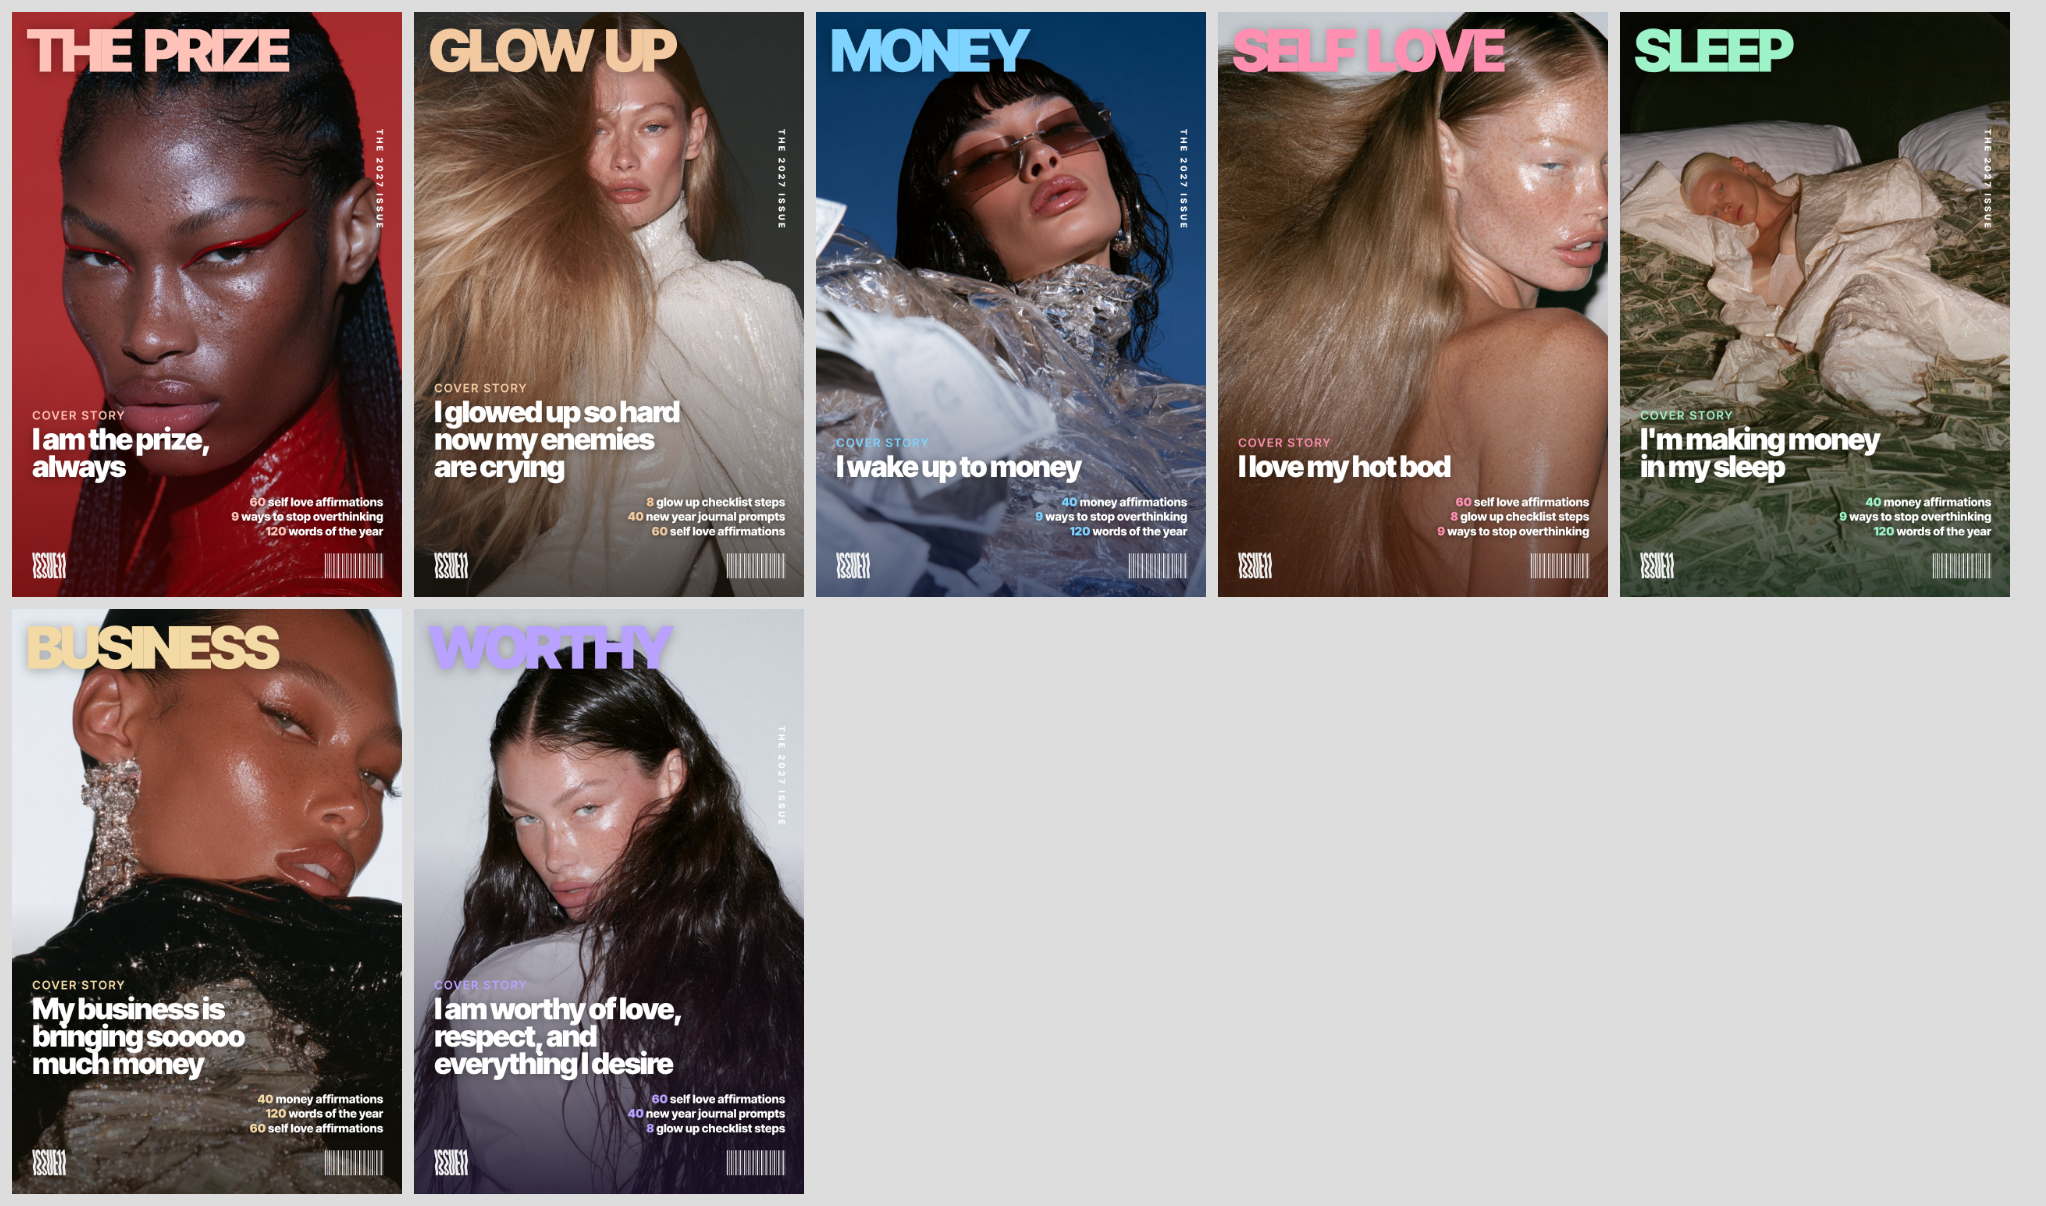 THE PRIZE
THE 2027 ISSUE
COVER STORY
I am the prize,
always
60 self love affirmations
9 ways to stop overthinking
120 words of the year
ISSUE11
GLOW UP
THE 2027 ISSUE
COVER STORY
I glowed up so hard
now my enemies
are crying
8 glow up checklist steps
40 new year journal prompts
60 self love affirmations
ISSUE11
MONEY
THE 2027 ISSUE
COVER STORY
I wake up to money
40 money affirmations
9 ways to stop overthinking
120 words of the year
ISSUE11
SELF LOVE
COVER STORY
I love my hot bod
60 self love affirmations
8 glow up checklist steps
9 ways to stop overthinking
ISSUE11
SLEEP
THE 2027 ISSUE
COVER STORY
I'm making money
in my sleep
40 money affirmations
9 ways to stop overthinking
120 words of the year
ISSUE11
BUSINESS
COVER STORY
My business is
bringing sooooo
much money
40 money affirmations
120 words of the year
60 self love affirmations
ISSUE11
WORTHY
THE 2027 ISSUE
COVER STORY
I am worthy of love,
respect, and
everything I desire
60 self love affirmations
40 new year journal prompts
8 glow up checklist steps
ISSUE11